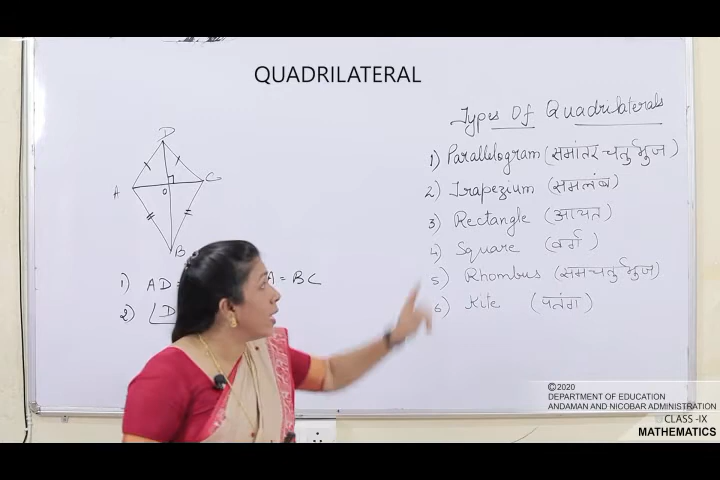 QUADRILATERAL
Types Of Quadrilaterals
1) Parallelogram (समांतर चतुर्भुज)
2) Trapezium (समलंब)
3) Rectangle (आयत)
4) Square (वर्ग)
5) Rhombus (समचतुर्भुज)
6) Kite (पतंग)
D
A
C
O
B
1) AD= A = BC
2) ∠D
©2020
DEPARTMENT OF EDUCATION
ANDAMAN AND NICOBAR ADMINISTRATION
CLASS -IX
MATHEMATICS